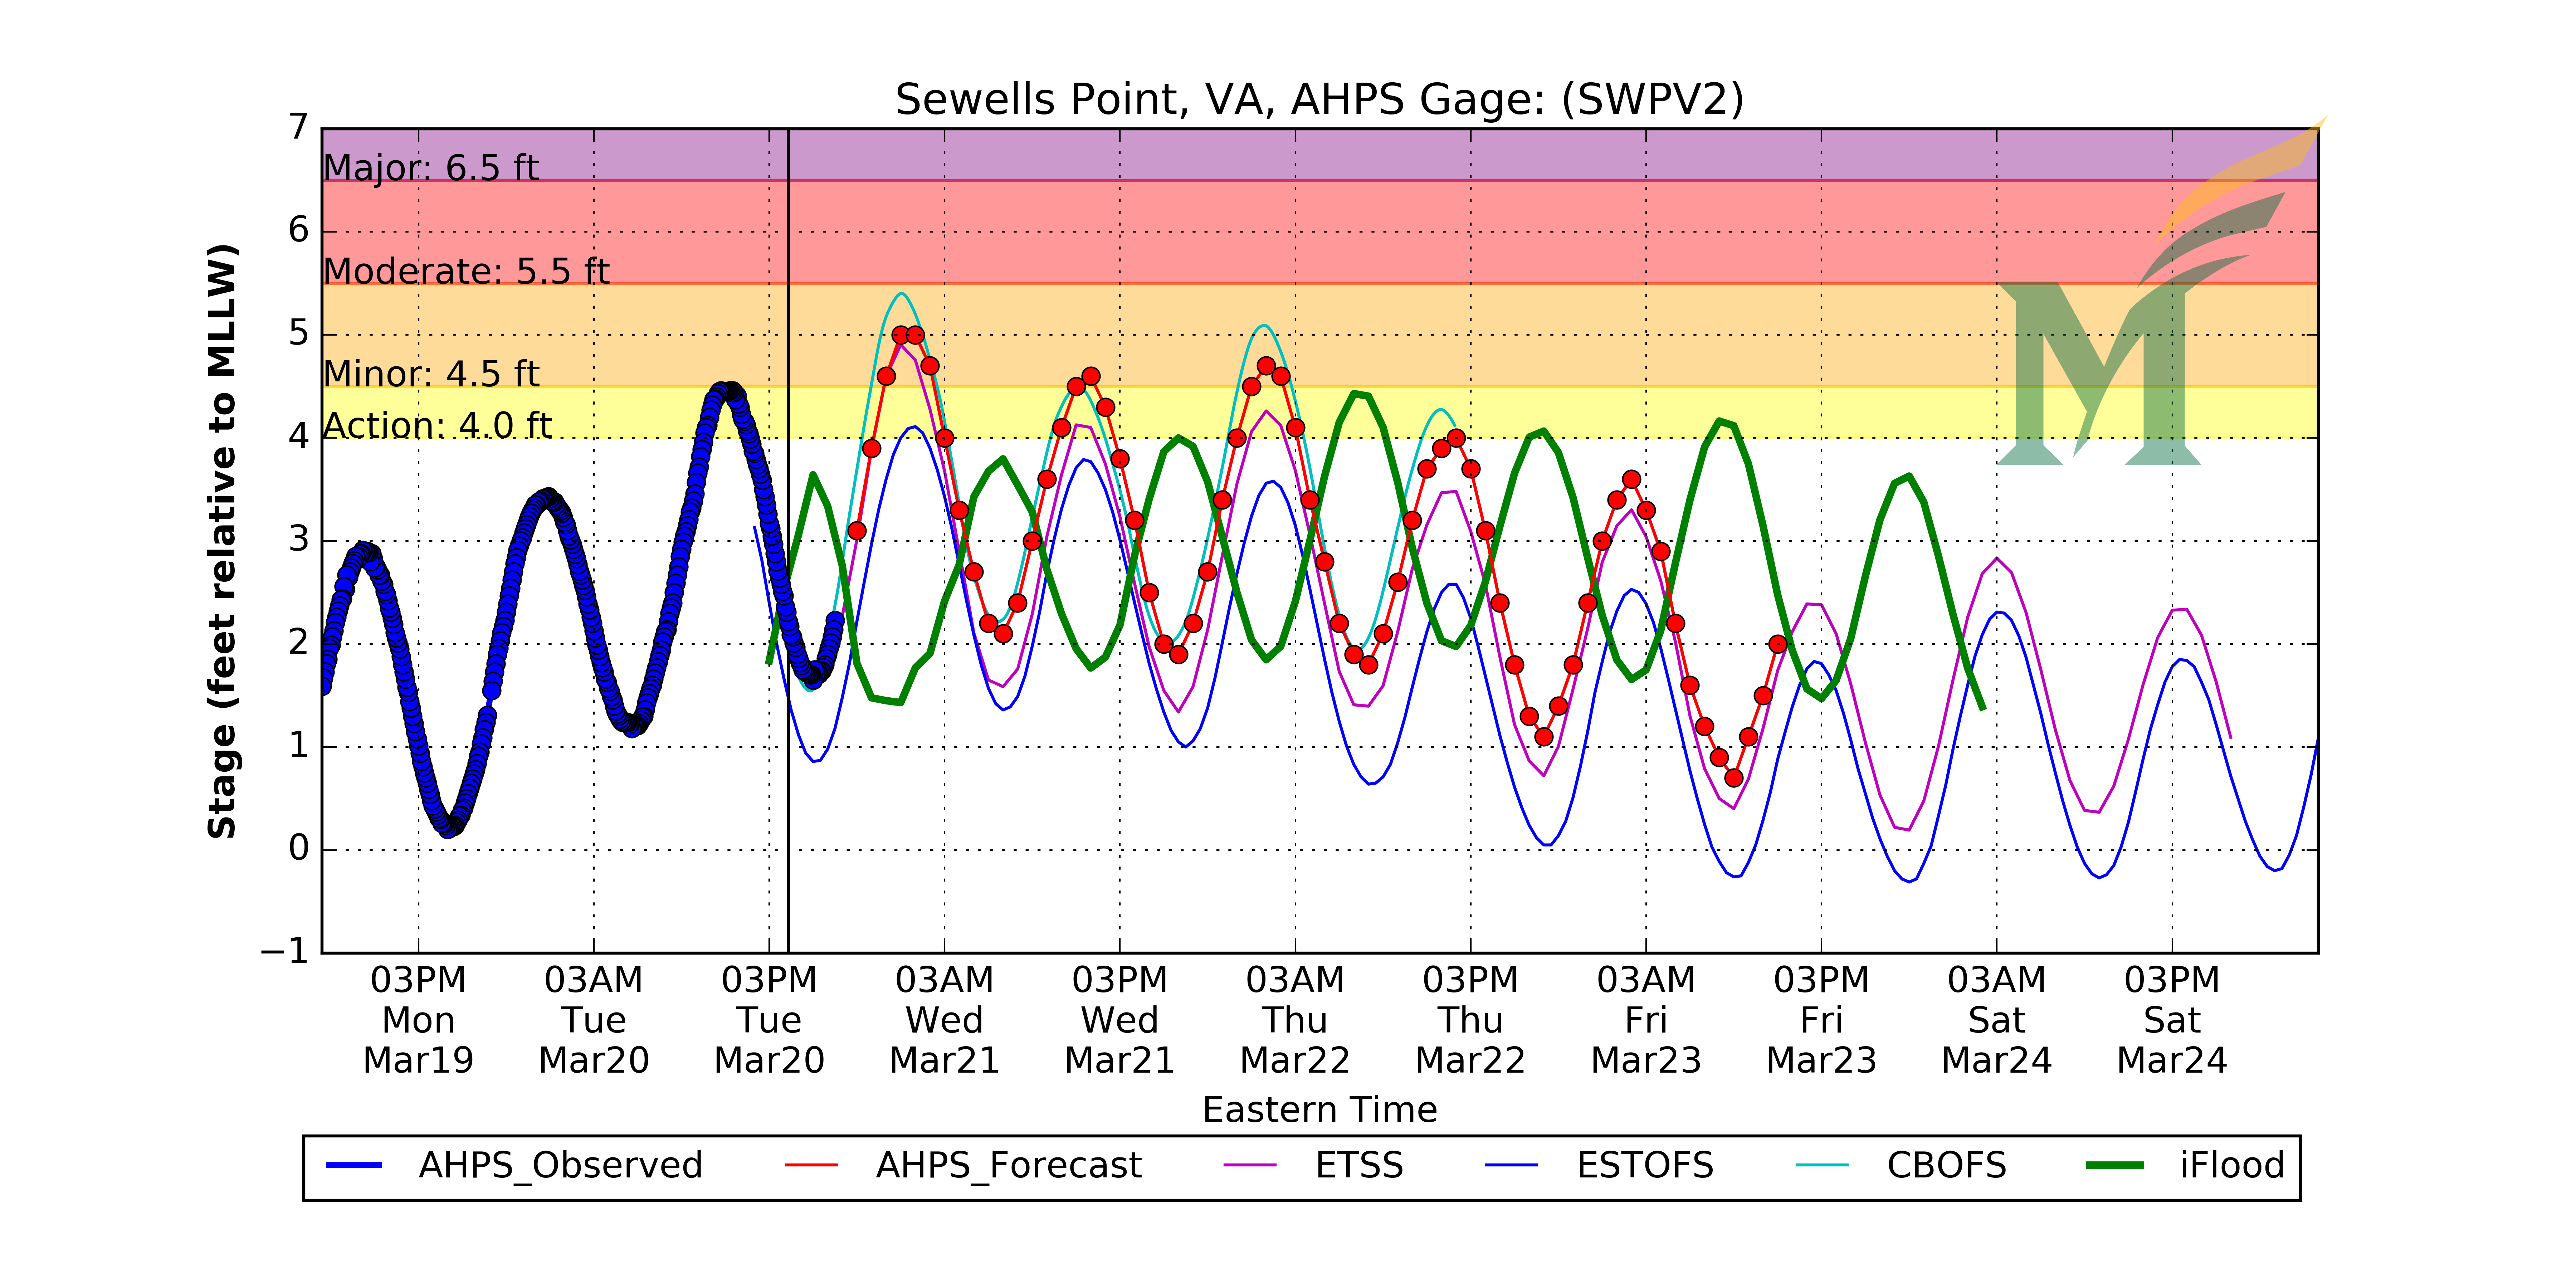 Sewells Point, VA, AHPS Gage: (SWPV2)
Stage (feet relative to MLLW)
7
6
5
4
3
2
1
0
−1
Major: 6.5 ft
Moderate: 5.5 ft
Minor: 4.5 ft
Action: 4.0 ft
M
03PM 03AM 03PM 03AM 03PM 03AM 03PM 03AM 03PM 03AM 03PM
Mon Tue Tue Wed Wed Thu Thu Fri Fri Sat Sat
Mar19 Mar20 Mar20 Mar21 Mar21 Mar22 Mar22 Mar23 Mar23 Mar24 Mar24
Eastern Time
AHPS_Observed AHPS_Forecast ETSS ESTOFS CBOFS iFlood